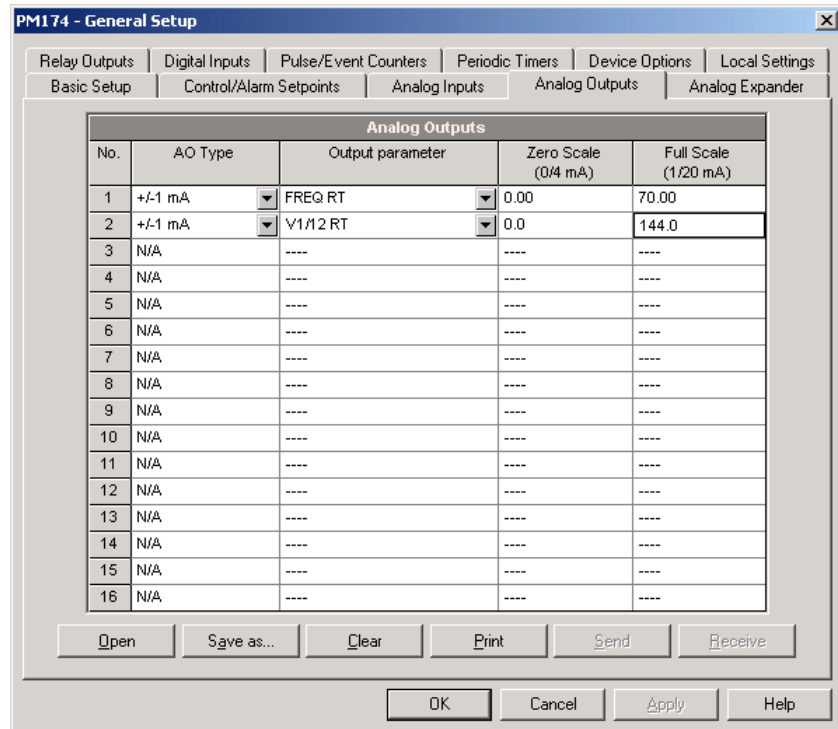 PM174 - General Setup
Relay Outputs Digital Inputs Pulse/Event Counters Periodic Timers Device Options Local Settings
Basic Setup Control/Alarm Setpoints Analog Inputs Analog Outputs Analog Expander
Analog Outputs
No. AO Type Output parameter Zero Scale (0/4 mA) Full Scale (1/20 mA)
1 +/-1 mA FREQ RT 0.00 70.00
2 +/-1 mA V1/12 RT 0.0 144.0
3 N/A ---- ---- ----
4 N/A ---- ---- ----
5 N/A ---- ---- ----
6 N/A ---- ---- ----
7 N/A ---- ---- ----
8 N/A ---- ---- ----
9 N/A ---- ---- ----
10 N/A ---- ---- ----
11 N/A ---- ---- ----
12 N/A ---- ---- ----
13 N/A ---- ---- ----
14 N/A ---- ---- ----
15 N/A ---- ---- ----
16 N/A ---- ---- ----
Open Save as... Clear Print Send Receive
OK Cancel Apply Help